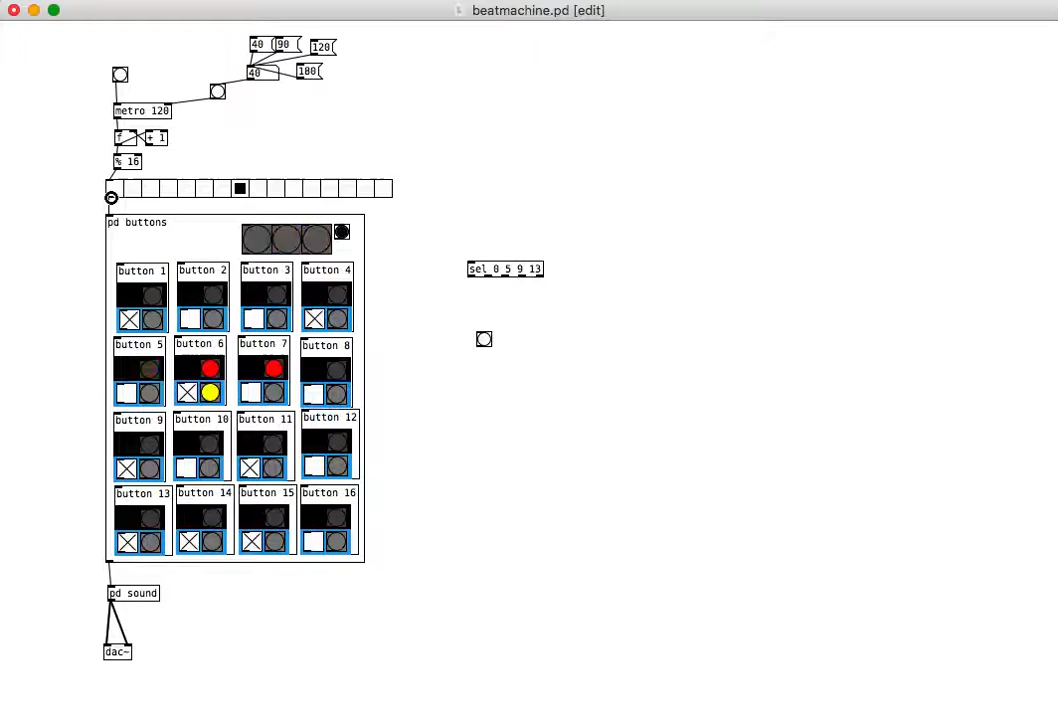 beatmachine.pd [edit]
40
90
120
40
180
metro 120
f
+ 1
% 16
pd buttons
button 1
button 2
button 3
button 4
sel 0 5 9 13
button 5
button 6
button 7
button 8
button 9
button 10
button 11
button 12
button 13
button 14
button 15
button 16
pd sound
dac~